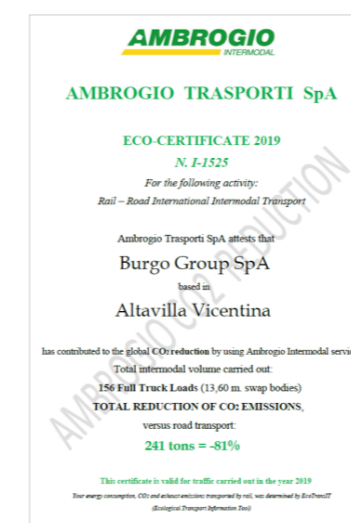 AMBROGIO
INTERMODAL
AMBROGIO TRASPORTI SpA
ECO-CERTIFICATE 2019
N. I-1525
For the following activity:
Rail – Road International Intermodal Transport
Ambrogio Trasporti SpA attests that
Burgo Group SpA
based in
Altavilla Vicentina
has contributed to the global CO2 reduction by using Ambrogio Intermodal servi
Total intermodal volume carried out:
156 Full Truck Loads (13,60 m. swap bodies)
TOTAL REDUCTION OF CO2 EMISSIONS,
versus road transport:
241 tons = -81%
This certificate is valid for traffic carried out in the year 2019
Your energy consumption, CO2 and exhaust emissions transported by rail, was determined by EcoTransIT
(Ecological Transport Information Tool)
AMBROGIO CO2 REDUCTION